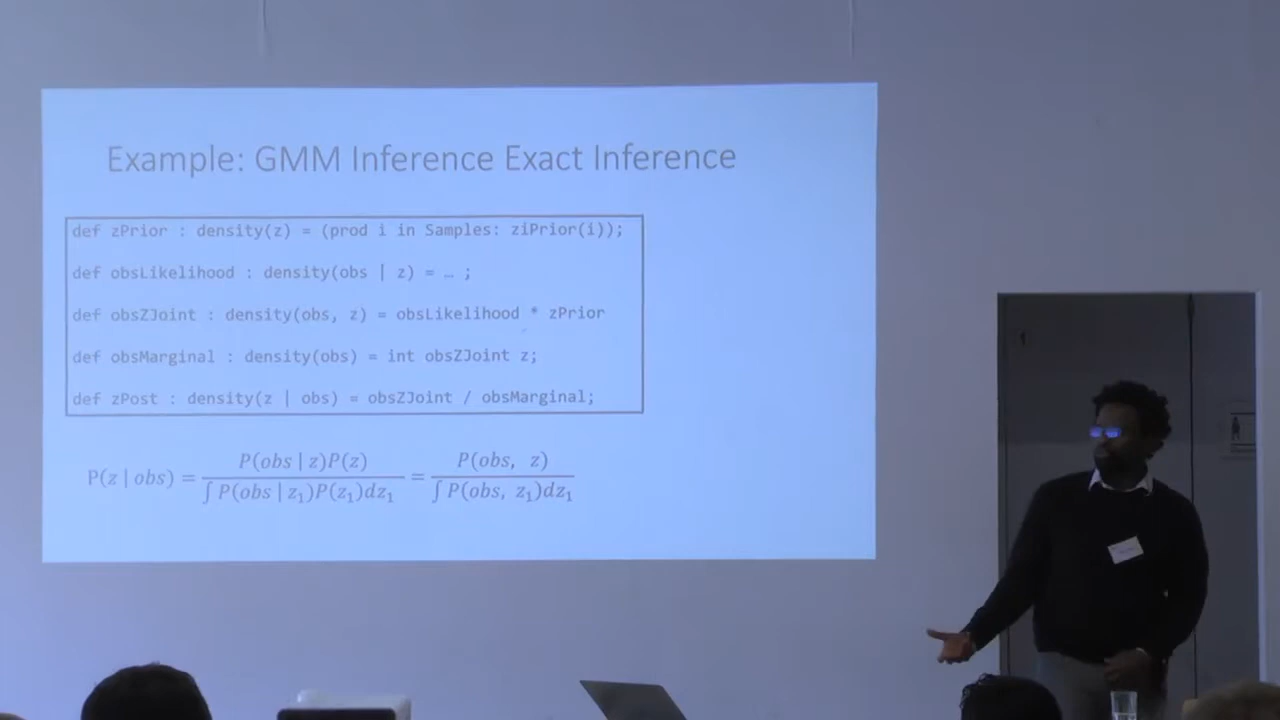 Example: GMM Inference Exact Inference
def zPrior : density(z) = (prod i in Samples: ziPrior(i));
def obsLikelihood : density(obs | z) = … ;
def obsZJoint : density(obs, z) = obsLikelihood * zPrior
def obsMarginal : density(obs) = int obsZJoint z;
def zPost : density(z | obs) = obsZJoint / obsMarginal;
P(z | obs) = P(obs | z)P(z) / ∫ P(obs | z₁)P(z₁)dz₁ = P(obs, z) / ∫ P(obs, z₁)dz₁